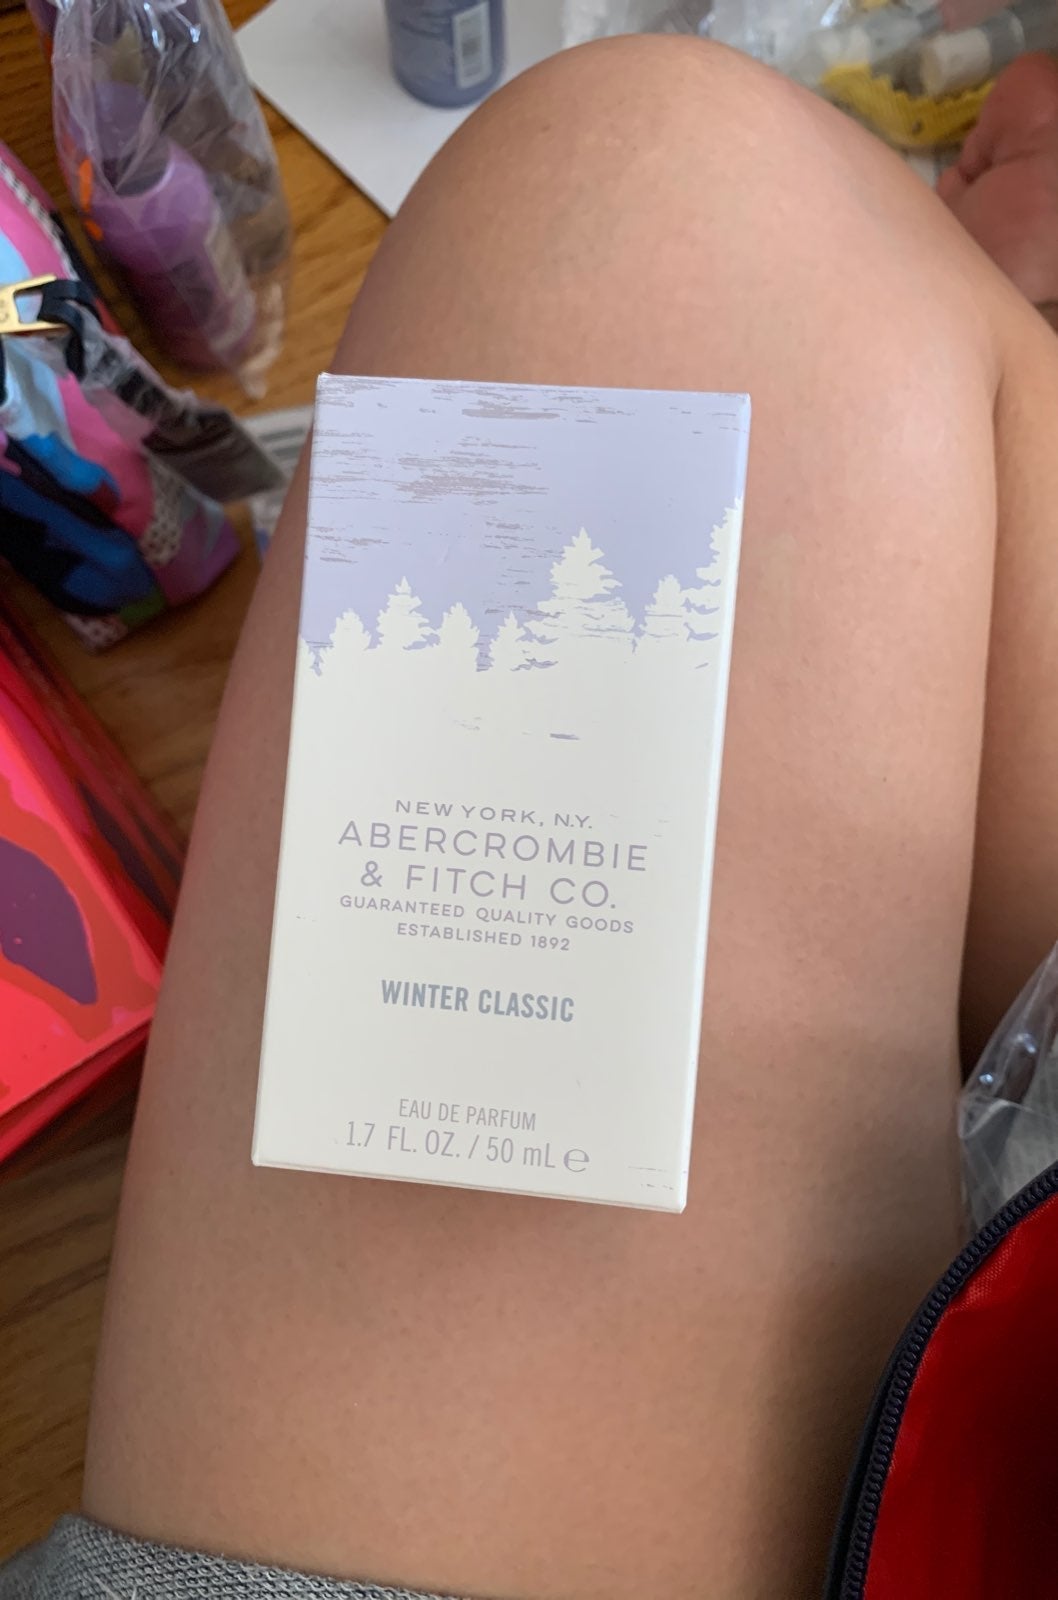 NEW YORK, N.Y.
ABERCROMBIE
& FITCH CO.
GUARANTEED QUALITY GOODS
ESTABLISHED 1892
WINTER CLASSIC
EAU DE PARFUM
1.7 FL. OZ. / 50 mL ℮